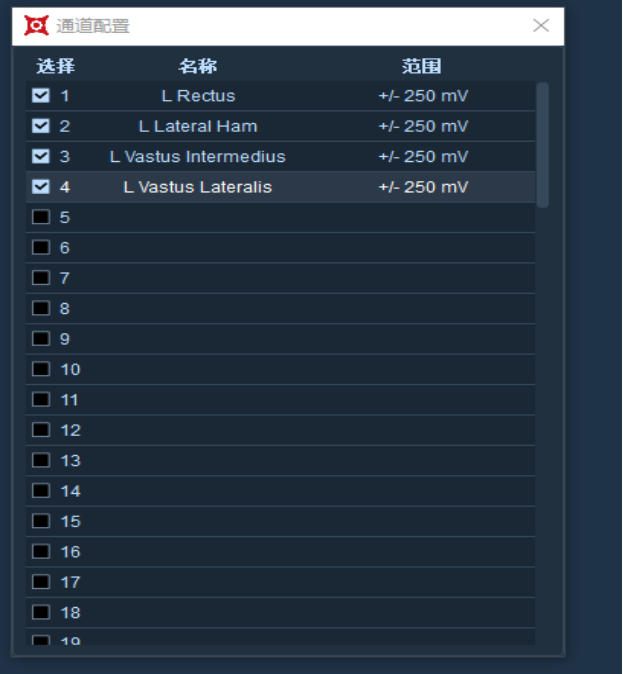 通道配置
选择 名称 范围
1 L Rectus +/- 250 mV
2 L Lateral Ham +/- 250 mV
3 L Vastus Intermedius +/- 250 mV
4 L Vastus Lateralis +/- 250 mV
5
6
7
8
9
10
11
12
13
14
15
16
17
18
19